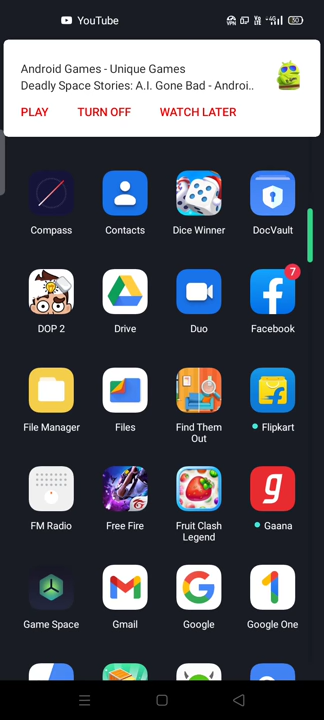 YouTube
50
Android Games - Unique Games
Deadly Space Stories: A.I. Gone Bad - Androi..
PLAY TURN OFF WATCH LATER
Compass Contacts Dice Winner DocVault
7
DOP 2 Drive Duo Facebook
File Manager Files Find Them Out Flipkart
FM Radio Free Fire Fruit Clash Legend Gaana
Game Space Gmail Google Google One